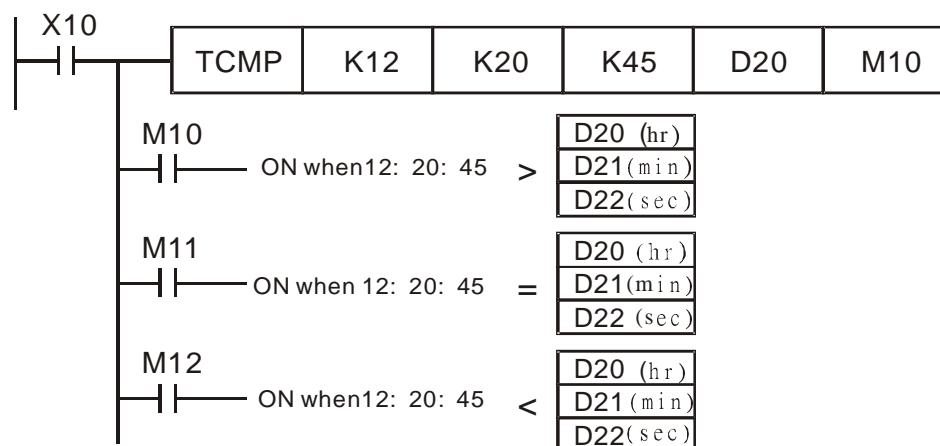 X10
TCMP K12 K20 K45 D20 M10
M10
ON when12: 20: 45 >
D20 (hr)
D21(min)
D22(sec)
M11
ON when 12: 20: 45 =
D20 (hr)
D21(min)
D22 (sec)
M12
ON when12: 20: 45 <
D20 (hr)
D21(min)
D22(sec)